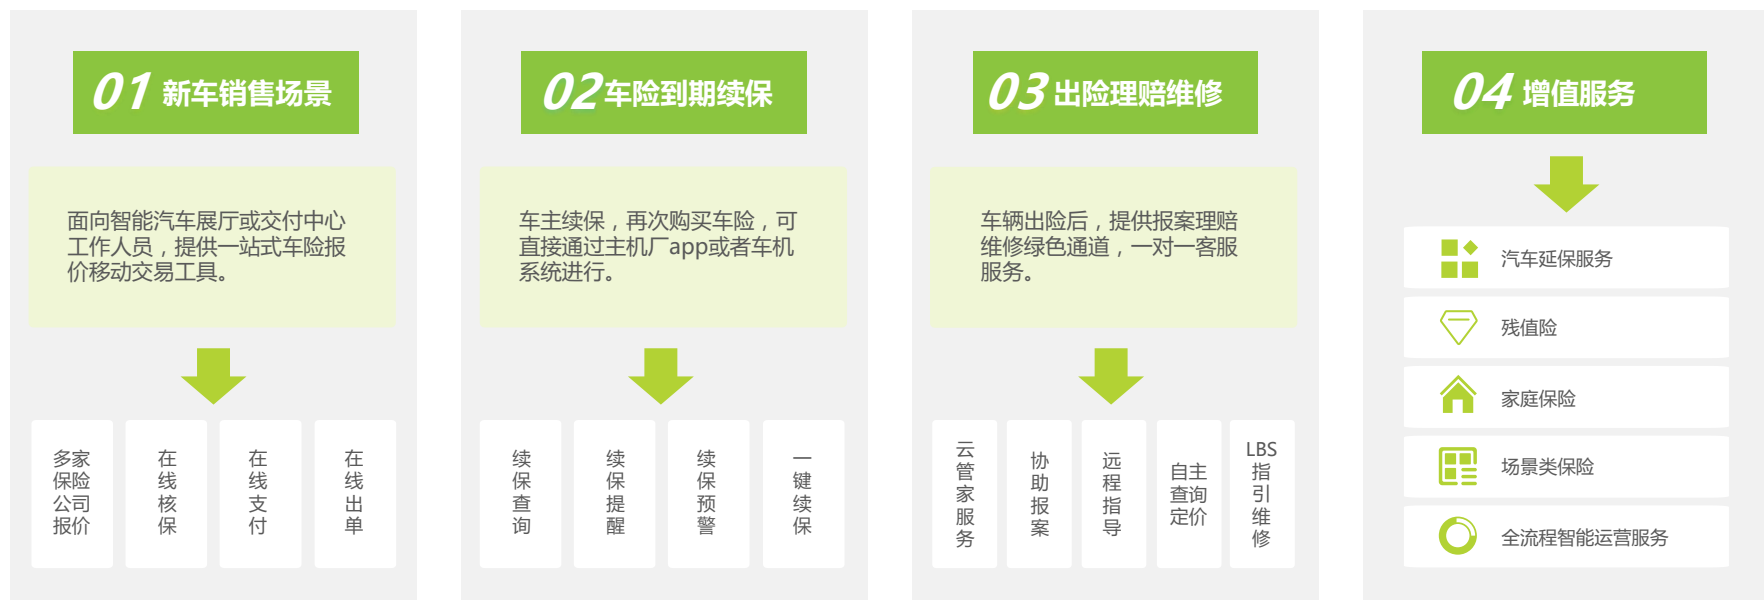 01 新车销售场景
面向智能汽车展厅或交付中心
工作人员，提供一站式车险报
价移动交易工具。
多家
保险
公司
报价
在线核保
在线支付
在线出单
02 车险到期续保
车主续保，再次购买车险，可
直接通过主机厂app或者车机
系统进行。
续保查询
续保提醒
续保预警
一键续保
03 出险理赔维修
车辆出险后，提供报案理赔
维修绿色通道，一对一客服
服务。
云管家服务
协助报案
远程指导
自主
查询
定价
LBS
指引维修
04 增值服务
汽车延保服务
残值险
家庭保险
场景类保险
全流程智能运营服务